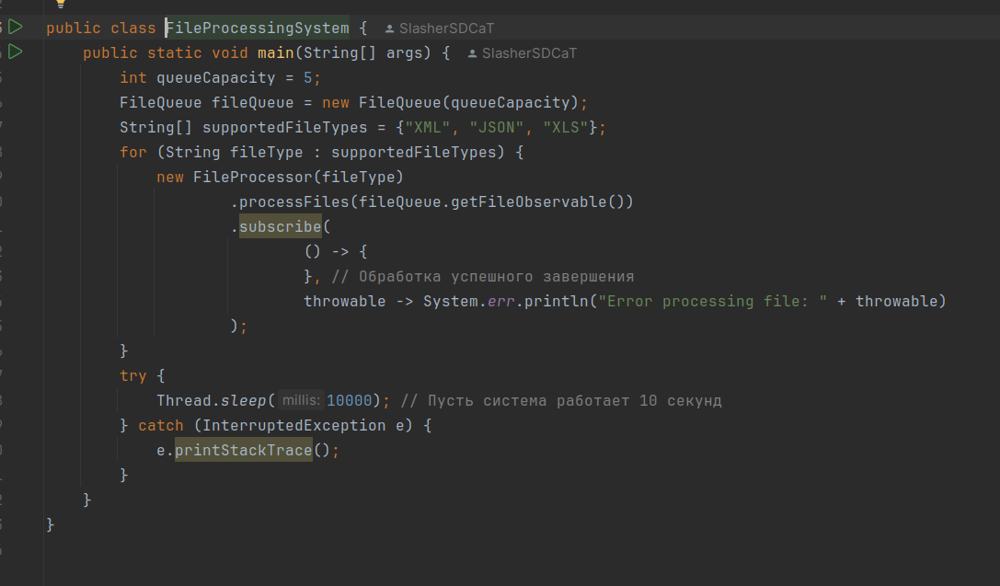 public class FileProcessingSystem { SlasherSDCaT
public static void main(String[] args) { SlasherSDCaT
int queueCapacity = 5;
FileQueue fileQueue = new FileQueue(queueCapacity);
String[] supportedFileTypes = {"XML", "JSON", "XLS"};
for (String fileType : supportedFileTypes) {
new FileProcessor(fileType)
.processFiles(fileQueue.getFileObservable())
.subscribe(
() -> {
}, // Обработка успешного завершения
throwable -> System.err.println("Error processing file: " + throwable)
);
}
try {
Thread.sleep( millis: 10000); // Пусть система работает 10 секунд
} catch (InterruptedException e) {
e.printStackTrace();
}
}
}